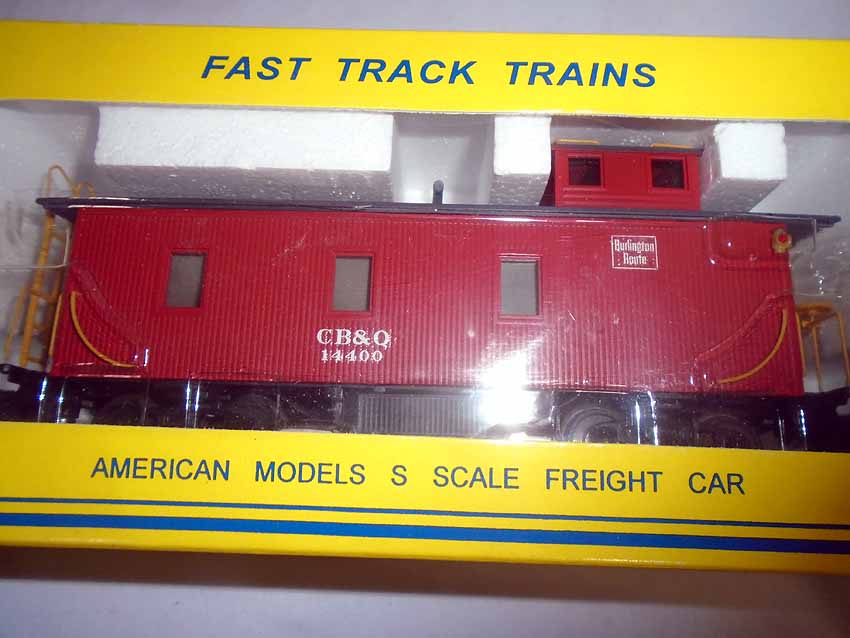 FAST TRACK TRAINS
Burlington
Route
CB&Q
14400
AMERICAN MODELS S SCALE FREIGHT CAR